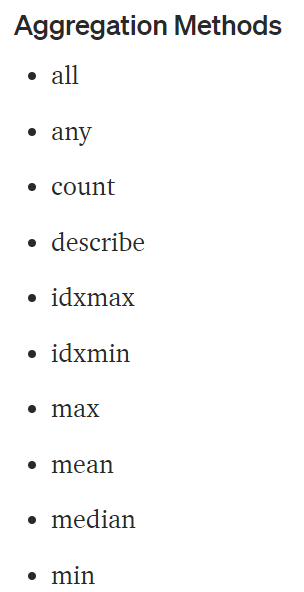 Aggregation Methods
• all
• any
• count
• describe
• idxmax
• idxmin
• max
• mean
• median
• min